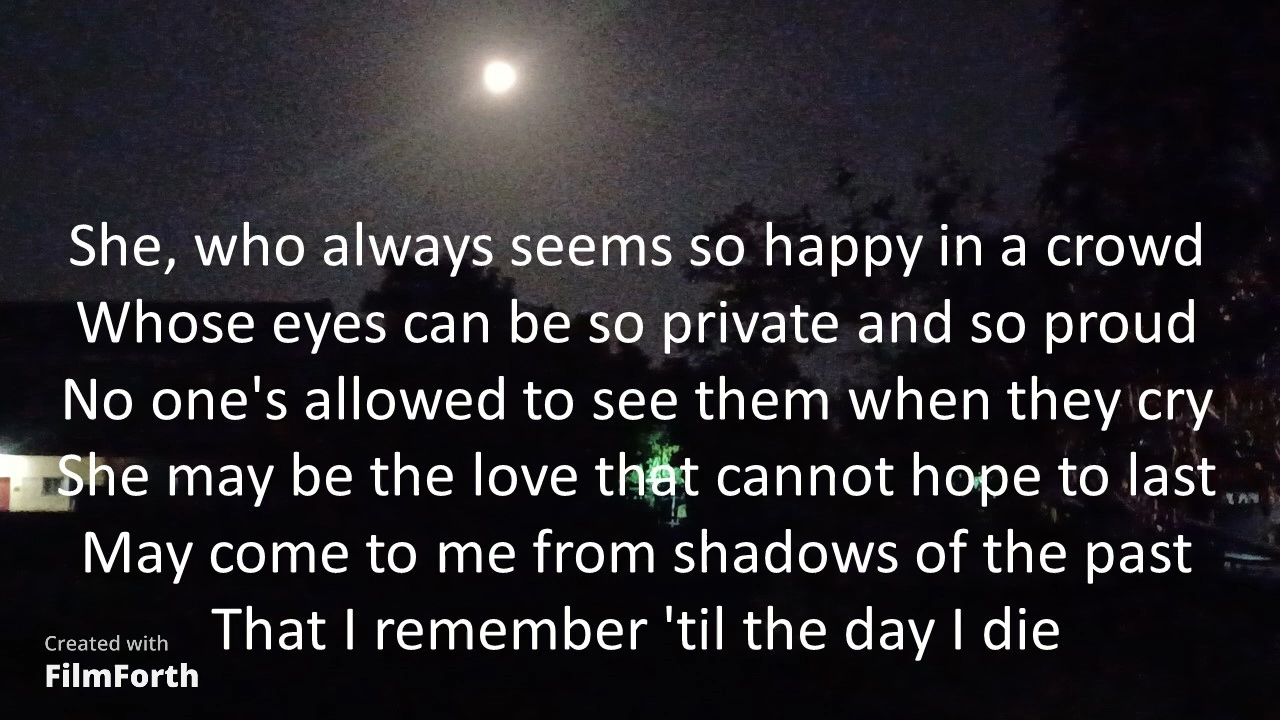 She, who always seems so happy in a crowd
Whose eyes can be so private and so proud
No one's allowed to see them when they cry
She may be the love that cannot hope to last
May come to me from shadows of the past
That I remember 'til the day I die
Created with
FilmForth